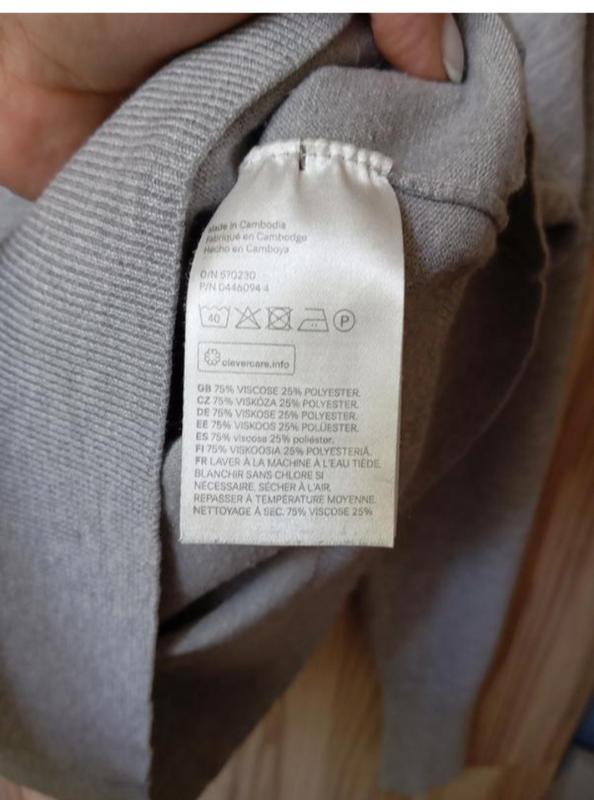 Made in Cambodia
Fabriqué en Cambodge
Hecho en Camboya
O/N 570230
P/N D446094 4
40
P
clevercare.info
GB 75% VISCOSE 25% POLYESTER.
CZ 75% VISKÓZA 25% POLYESTER.
DE 75% VISKOSE 25% POLYESTER.
EE 75% VISKOOS 25% POLÜESTER.
ES 75% viscose 25% poliéster.
FI 75% VISKOOSIA 25% POLYESTERIÄ.
FR LAVER À LA MACHINE À L'EAU TIÈDE.
BLANCHIR SANS CHLORE SI
NÉCESSAIRE. SÉCHER À L'AIR.
REPASSER À TEMPÉRATURE MOYENNE.
NETTOYAGE À SEC. 75% VISCOSE 25%